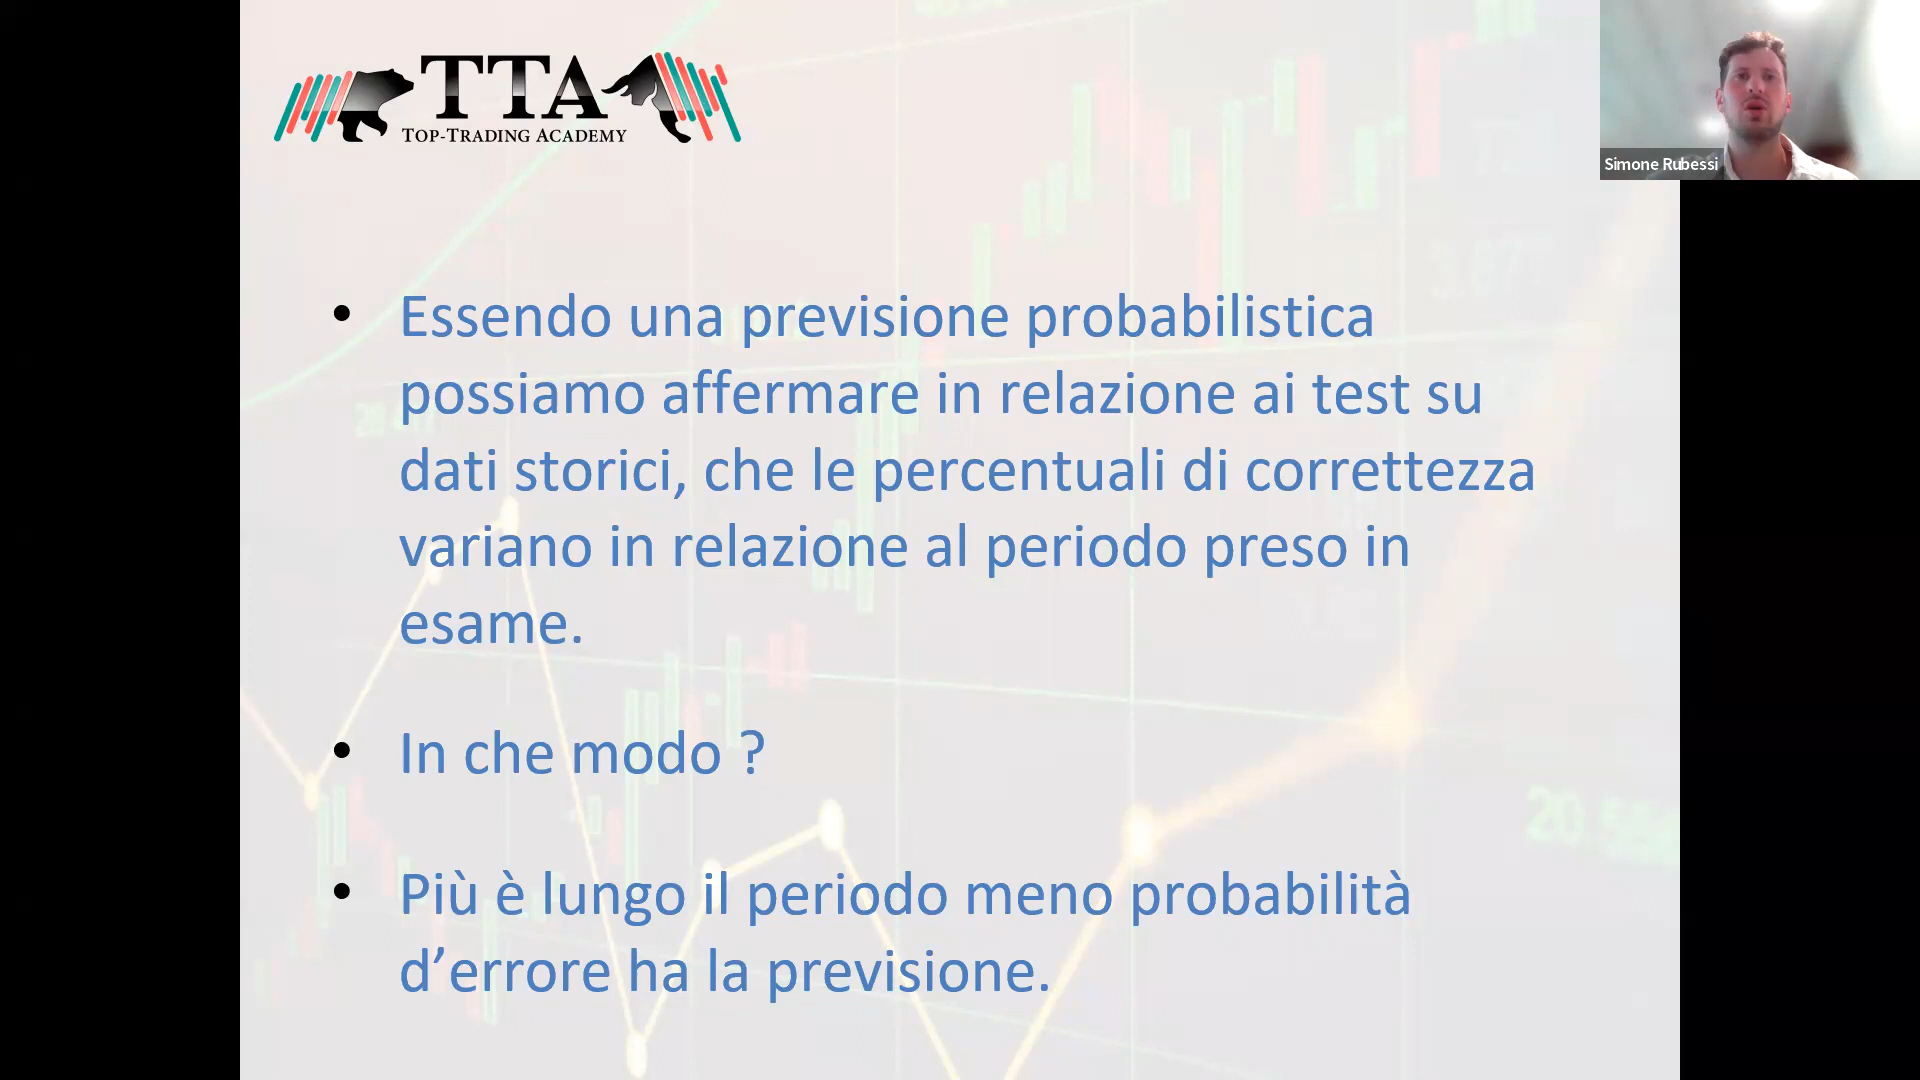 TTA
TOP-TRADING ACADEMY
Simone Rubessi
• Essendo una previsione probabilistica
possiamo affermare in relazione ai test su
dati storici, che le percentuali di correttezza
variano in relazione al periodo preso in
esame.
• In che modo ?
• Più è lungo il periodo meno probabilità
d’errore ha la previsione.